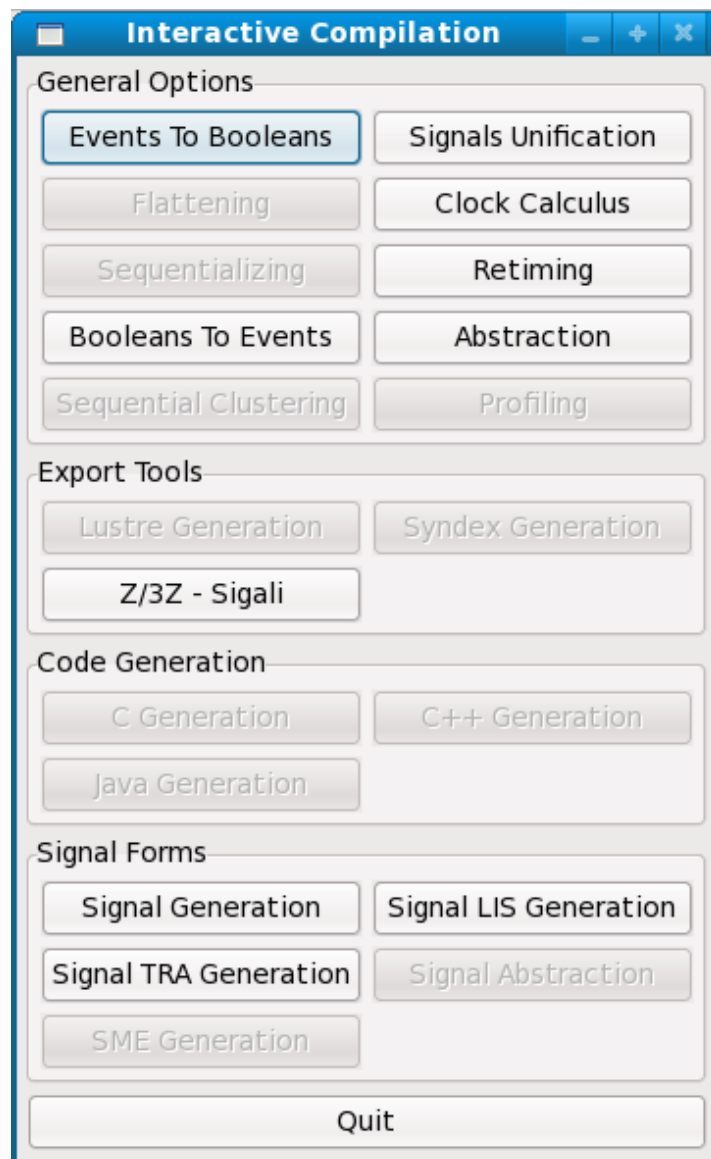 Interactive Compilation
General Options
Events To Booleans Signals Unification
Flattening Clock Calculus
Sequentializing Retiming
Booleans To Events Abstraction
Sequential Clustering Profiling
Export Tools
Lustre Generation Syndex Generation
Z/3Z - Sigali
Code Generation
C Generation C++ Generation
Java Generation
Signal Forms
Signal Generation Signal LIS Generation
Signal TRA Generation Signal Abstraction
SME Generation
Quit